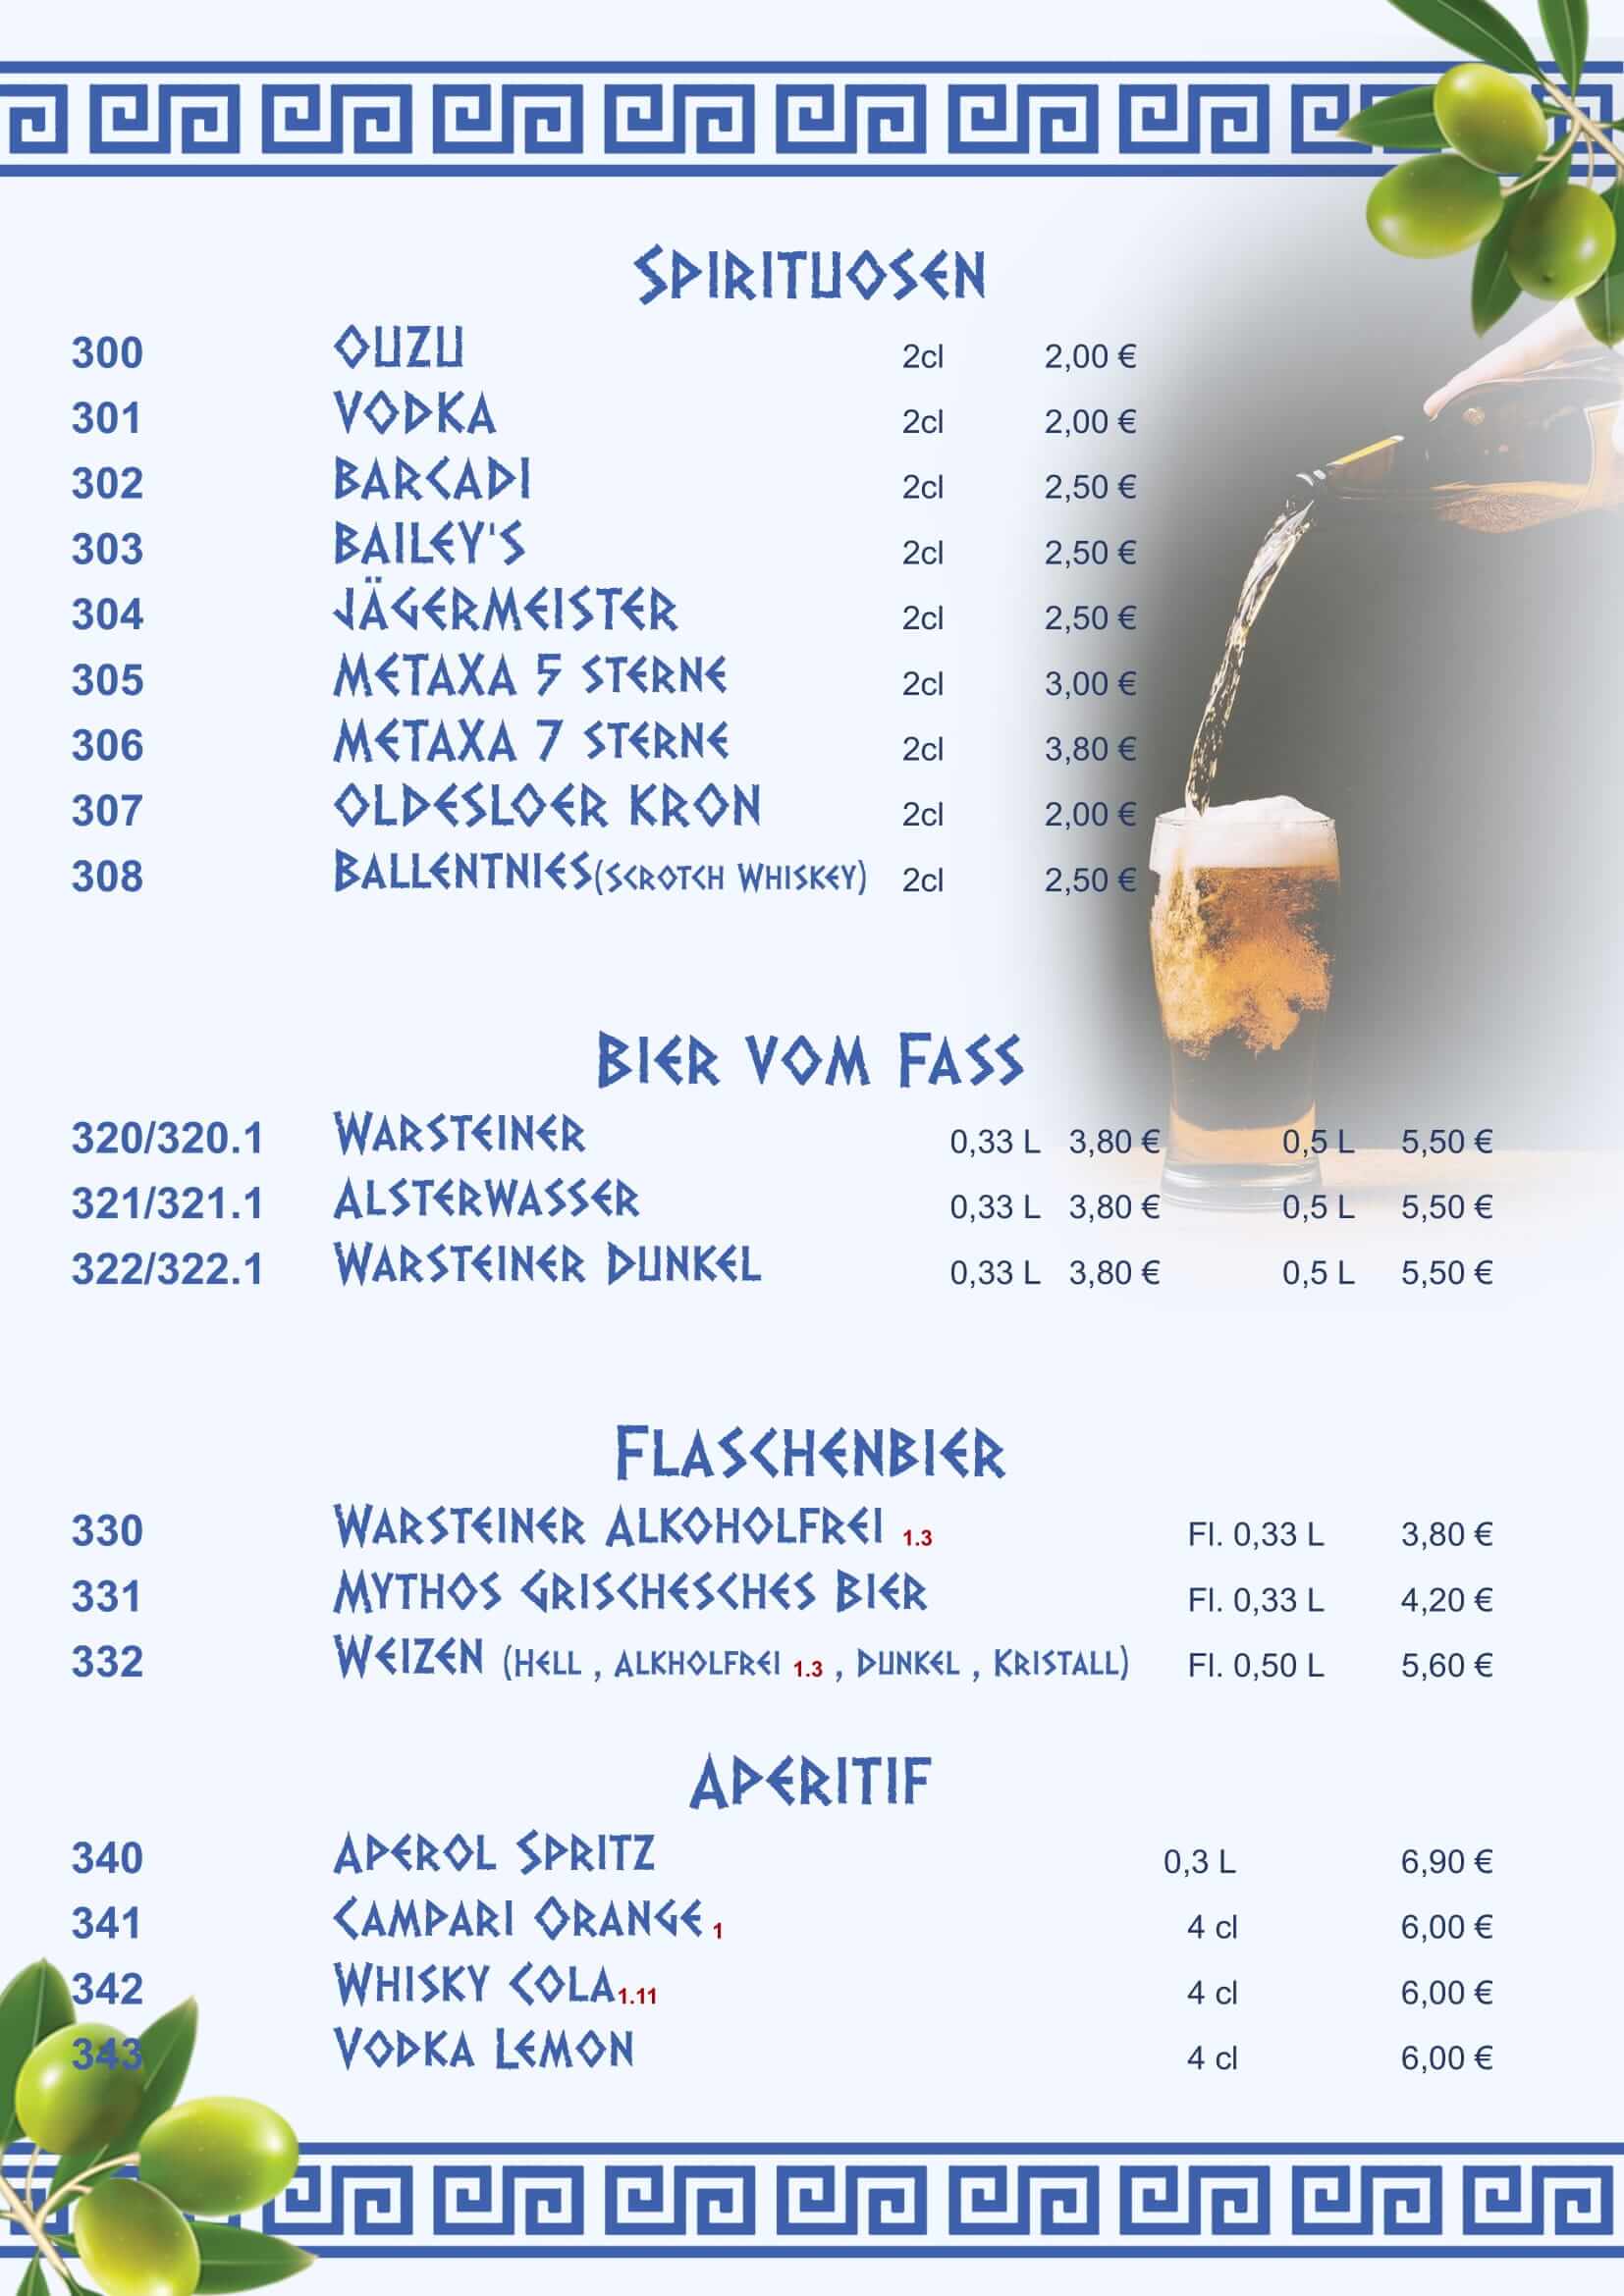 Spirituosen
300 Ouzu 2cl 2,00 €
301 Vodka 2cl 2,00 €
302 Barcadi 2cl 2,50 €
303 Bailey's 2cl 2,50 €
304 Jägermeister 2cl 2,50 €
305 Metaxa 5 Sterne 2cl 3,00 €
306 Metaxa 7 Sterne 2cl 3,80 €
307 Oldesloer Kron 2cl 2,00 €
308 Ballentnies(Scrotch Whiskey) 2cl 2,50 €
Bier vom Fass
320/320.1 Warsteiner 0,33 L 3,80 € 0,5 L 5,50 €
321/321.1 Alsterwasser 0,33 L 3,80 € 0,5 L 5,50 €
322/322.1 Warsteiner Dunkel 0,33 L 3,80 € 0,5 L 5,50 €
Flaschenbier
330 Warsteiner Alkoholfrei 1.3 Fl. 0,33 L 3,80 €
331 Mythos Grischesches Bier Fl. 0,33 L 4,20 €
332 Weizen (Hell , Alkholfrei 1.3 , Dunkel , Kristall) Fl. 0,50 L 5,60 €
Aperitif
340 Aperol Spritz 0,3 L 6,90 €
341 Campari Orange 1 4 cl 6,00 €
342 Whisky Cola 1.11 4 cl 6,00 €
343 Vodka Lemon 4 cl 6,00 €